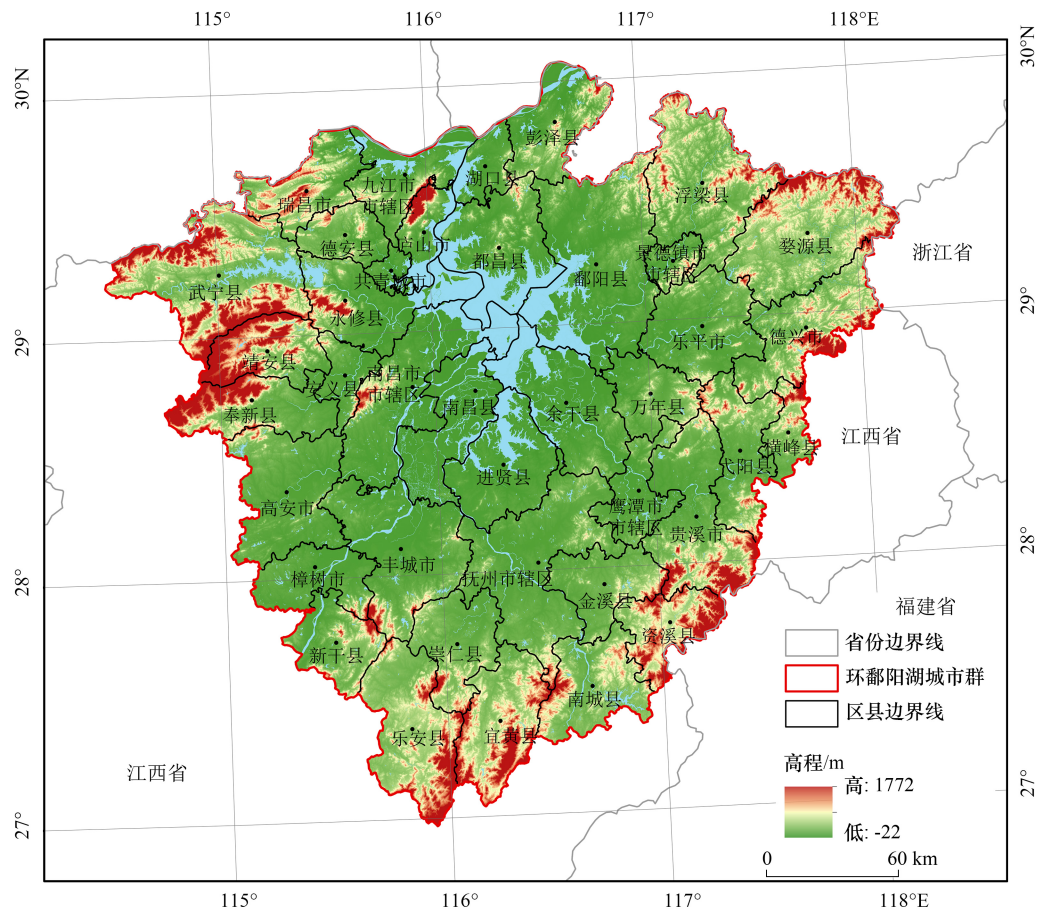 115°
116°
117°
118°E
30°N
30°N
彭泽县
湖口县
九江市
市辖区
瑞昌市
浮梁县
德安县
庐山市
都昌县
景德镇市
市辖区
婺源县
浙江省
共青城市
鄱阳县
武宁县
29°
29°
永修县
乐平市
德兴市
靖安县
安义县
南昌市
市辖区
奉新县
南昌县
余干县
万年县
江西省
横峰县
弋阳县
进贤县
高安市
鹰潭市
市辖区
贵溪市
28°
28°
丰城市
樟树市
抚州市辖区
金溪县
福建省
资溪县
新干县
崇仁县
南城县
乐安县
宜黄县
江西省
省份边界线
环鄱阳湖城市群
区县边界线
高程/m
高: 1772
低: -22
27°
27°
0
60 km
115°
116°
117°
118°E